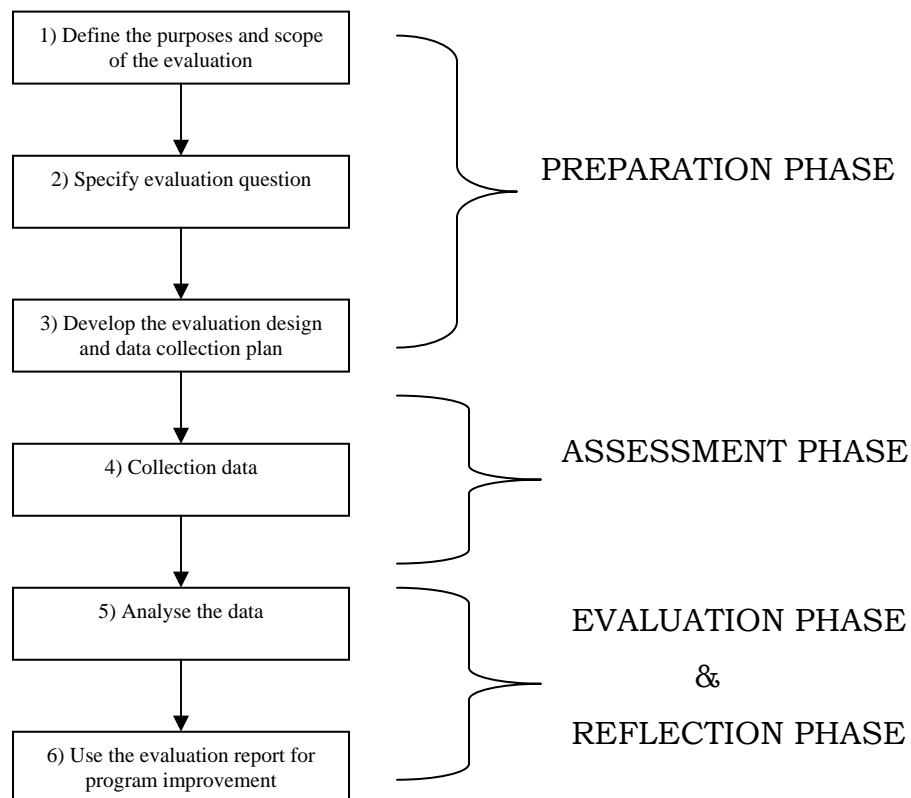 1) Define the purposes and scope
of the evaluation
2) Specify evaluation question
PREPARATION PHASE
3) Develop the evaluation design
and data collection plan
4) Collection data
ASSESSMENT PHASE
5) Analyse the data
EVALUATION PHASE
&
REFLECTION PHASE
6) Use the evaluation report for
program improvement